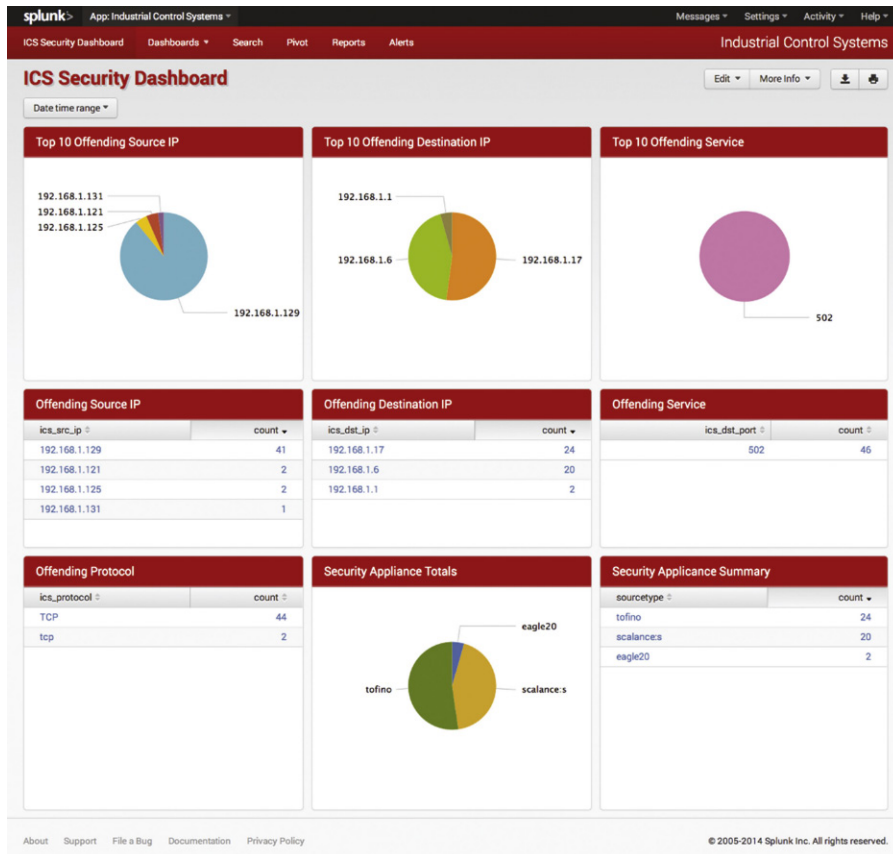 splunk> App: Industrial Control Systems Messages Settings Activity Help
ICS Security Dashboard Dashboards Search Pivot Reports Alerts Industrial Control Systems
ICS Security Dashboard Edit More Info
Date time range
Top 10 Offending Source IP
192.168.1.131
192.168.1.121
192.168.1.125
192.168.1.129
Top 10 Offending Destination IP
192.168.1.1
192.168.1.6
192.168.1.17
Top 10 Offending Service
502
Offending Source IP
ics_src_ip count
192.168.1.129 41
192.168.1.121 2
192.168.1.125 2
192.168.1.131 1
Offending Destination IP
ics_dst_ip count
192.168.1.17 24
192.168.1.6 20
192.168.1.1 2
Offending Service
ics_dst_port count
502 46
Offending Protocol
ics_protocol count
TCP 44
tcp 2
Security Appliance Totals
eagle20
tofino
scalance:s
Security Applicance Summary
sourcetype count
tofino 24
scalance:s 20
eagle20 2
About Support File a Bug Documentation Privacy Policy © 2005-2014 Splunk Inc. All rights reserved.